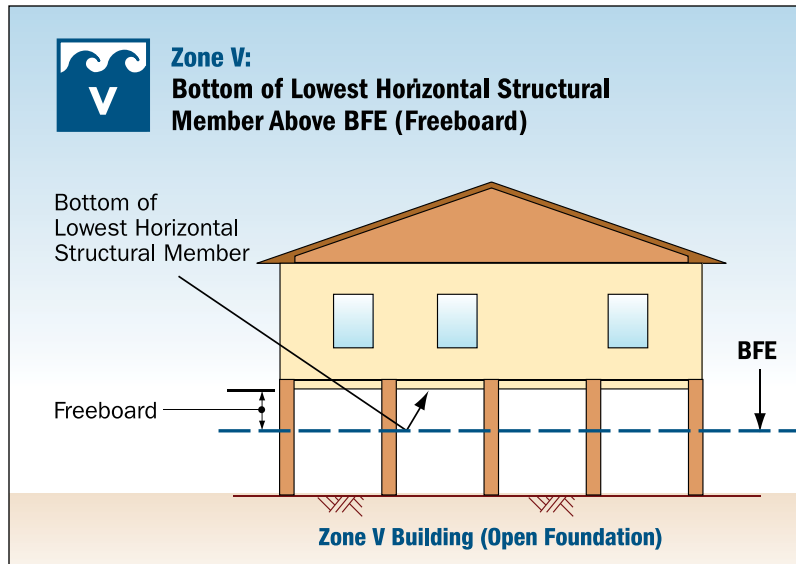 V
Zone V:
Bottom of Lowest Horizontal Structural
Member Above BFE (Freeboard)
Bottom of
Lowest Horizontal
Structural Member
BFE
Freeboard
Zone V Building (Open Foundation)